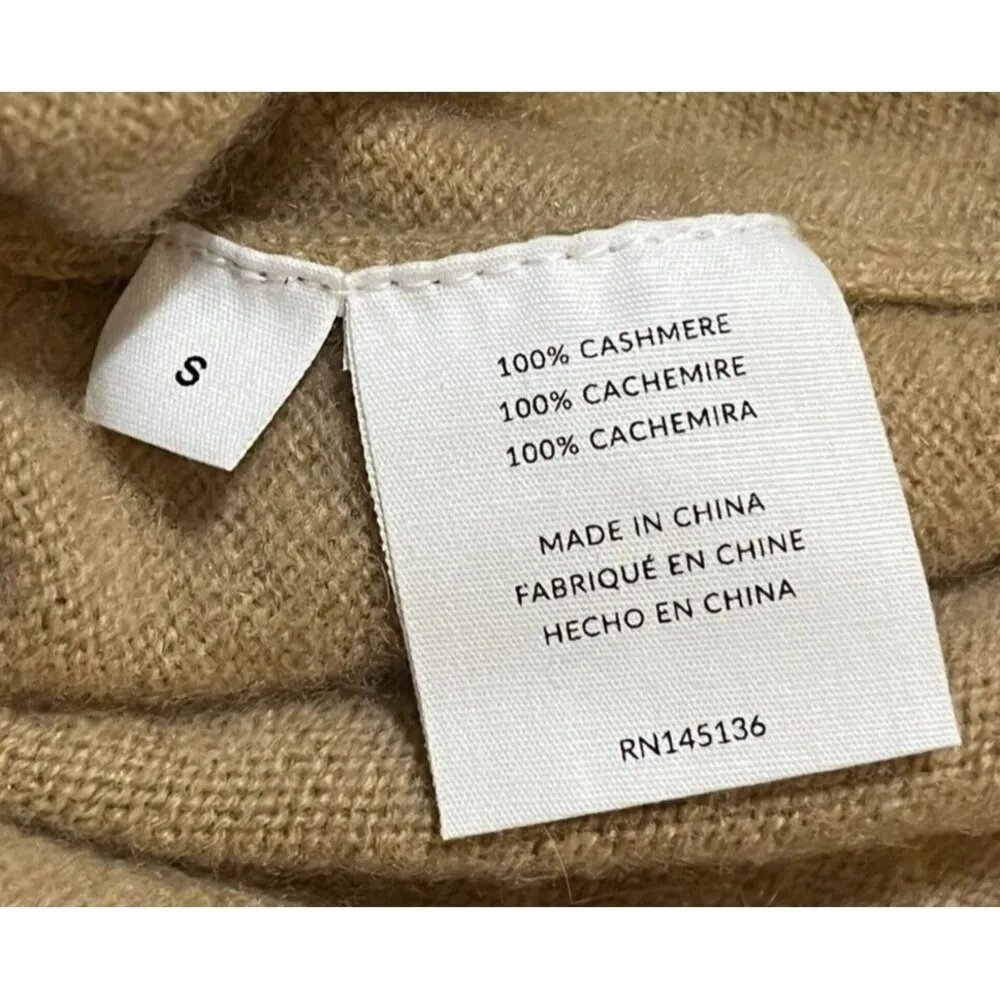 S
100% CASHMERE
100% CACHEMIRE
100% CACHEMIRA
MADE IN CHINA
FABRIQUÉ EN CHINE
HECHO EN CHINA
RN145136